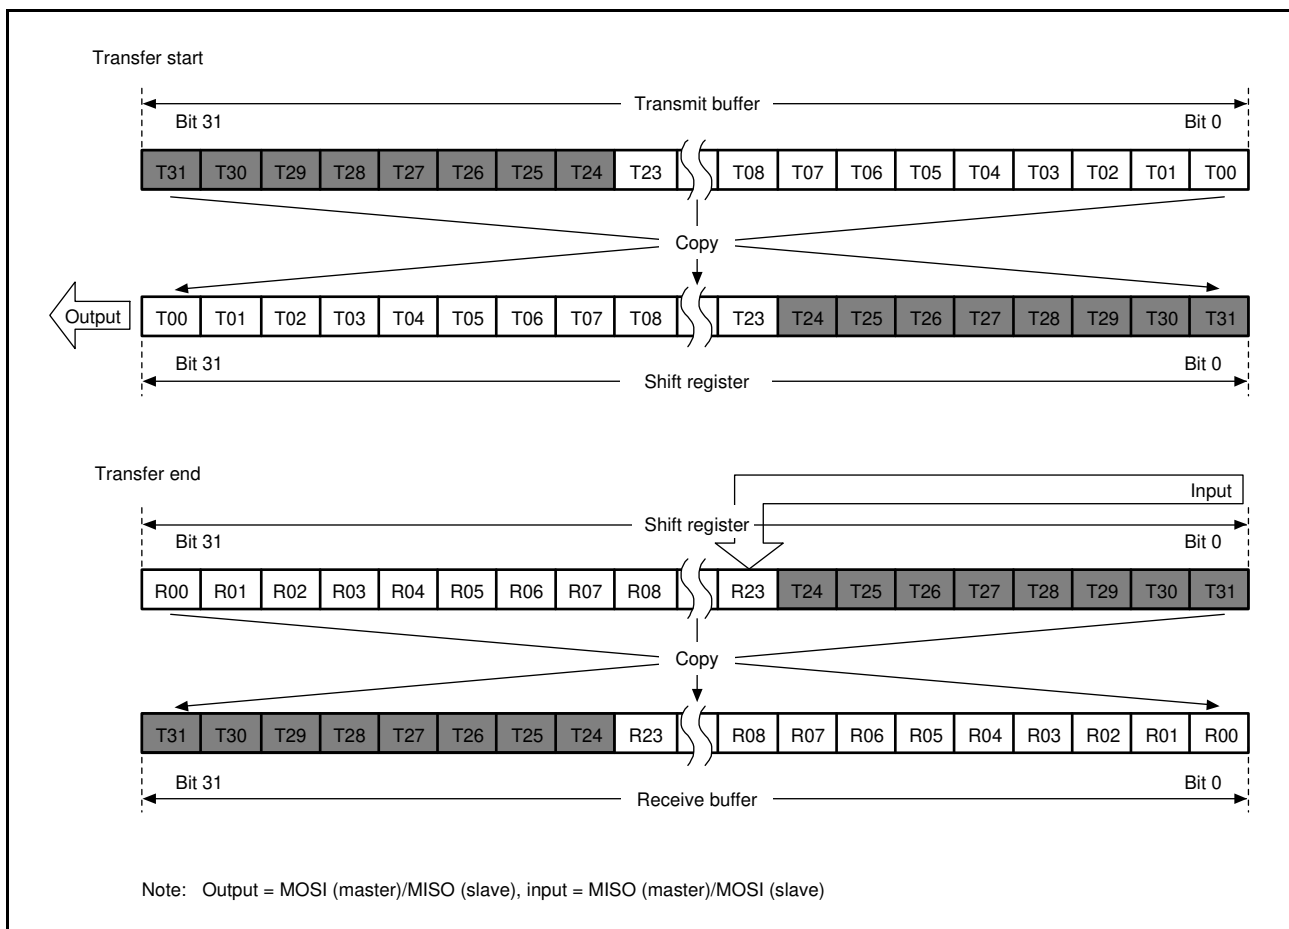 Transfer start
Transmit buffer
Bit 31 Bit 0
T31 T30 T29 T28 T27 T26 T25 T24 T23 T08 T07 T06 T05 T04 T03 T02 T01 T00
Copy
Output T00 T01 T02 T03 T04 T05 T06 T07 T08 T23 T24 T25 T26 T27 T28 T29 T30 T31
Bit 31 Bit 0
Shift register
Transfer end
Input
Shift register
Bit 31 Bit 0
R00 R01 R02 R03 R04 R05 R06 R07 R08 R23 T24 T25 T26 T27 T28 T29 T30 T31
Copy
T31 T30 T29 T28 T27 T26 T25 T24 R23 R08 R07 R06 R05 R04 R03 R02 R01 R00
Bit 31 Bit 0
Receive buffer
Note: Output = MOSI (master)/MISO (slave), input = MISO (master)/MOSI (slave)